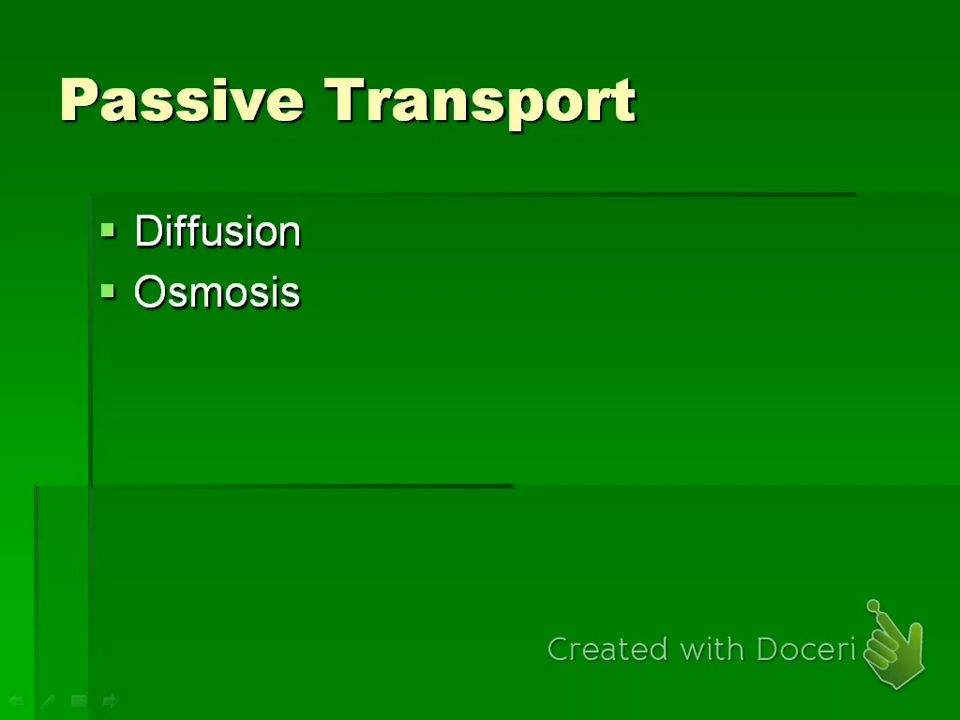 Passive Transport
Diffusion
Osmosis
Created with Doceri